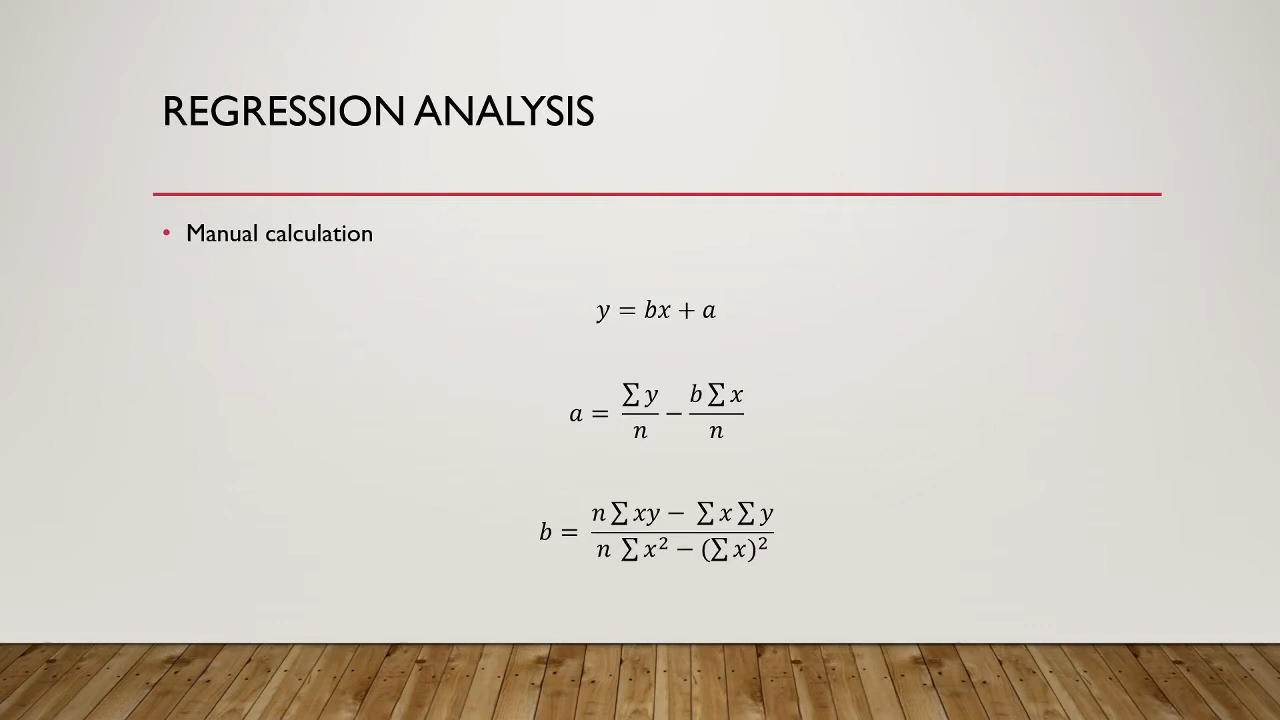 REGRESSION ANALYSIS
• Manual calculation
𝑦 = 𝑏𝑥 + 𝑎
𝑎 = ∑𝑦/𝑛 − 𝑏∑𝑥/𝑛
𝑏 = (𝑛∑𝑥𝑦 − ∑𝑥∑𝑦)/(𝑛 ∑𝑥² − (∑𝑥)²)